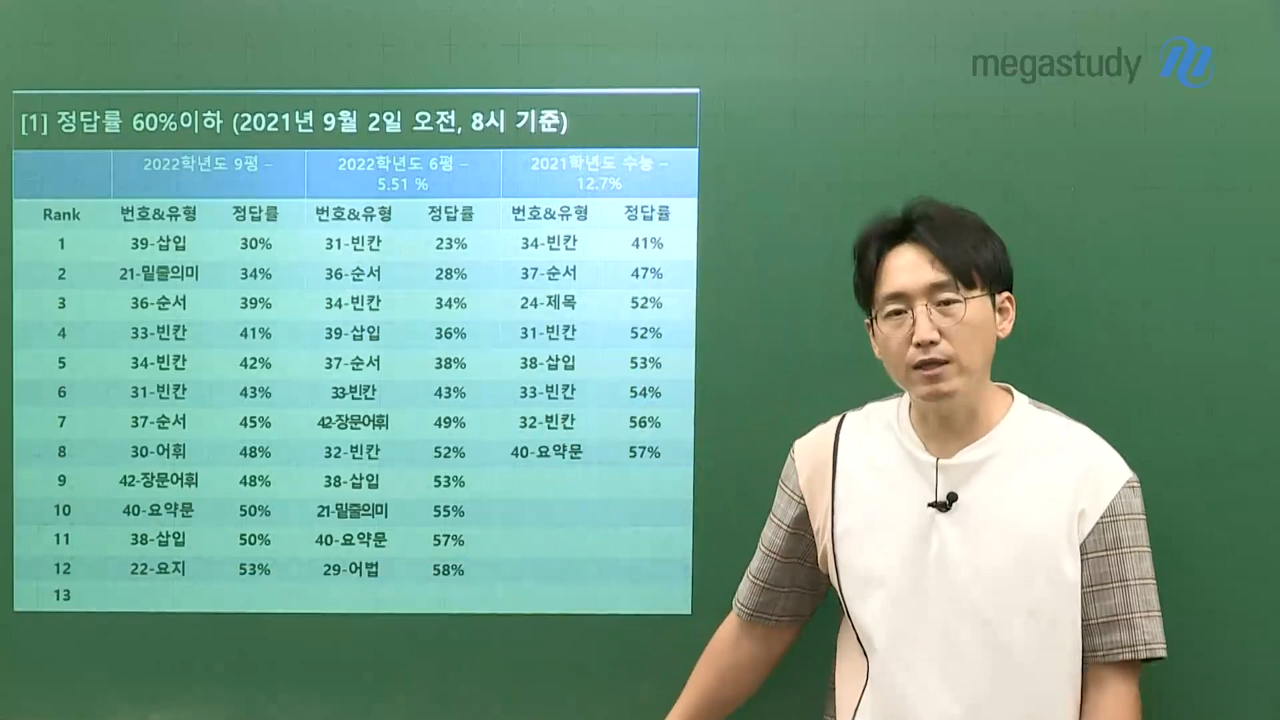 megastudy
[1] 정답률 60%이하 (2021년 9월 2일 오전, 8시 기준)
2022학년도 9평 – 2022학년도 6평 – 5.51 % 2021학년도 수능 – 12.7%
Rank 번호&유형 정답률 번호&유형 정답률 번호&유형 정답률
1 39-삽입 30% 31-빈칸 23% 34-빈칸 41%
2 21-밑줄의미 34% 36-순서 28% 37-순서 47%
3 36-순서 39% 34-빈칸 34% 24-제목 52%
4 33-빈칸 41% 39-삽입 36% 31-빈칸 52%
5 34-빈칸 42% 37-순서 38% 38-삽입 53%
6 31-빈칸 43% 33-빈칸 43% 33-빈칸 54%
7 37-순서 45% 42-장문어휘 49% 32-빈칸 56%
8 30-어휘 48% 32-빈칸 52% 40-요약문 57%
9 42-장문어휘 48% 38-삽입 53%
10 40-요약문 50% 21-밑줄의미 55%
11 38-삽입 50% 40-요약문 57%
12 22-요지 53% 29-어법 58%
13